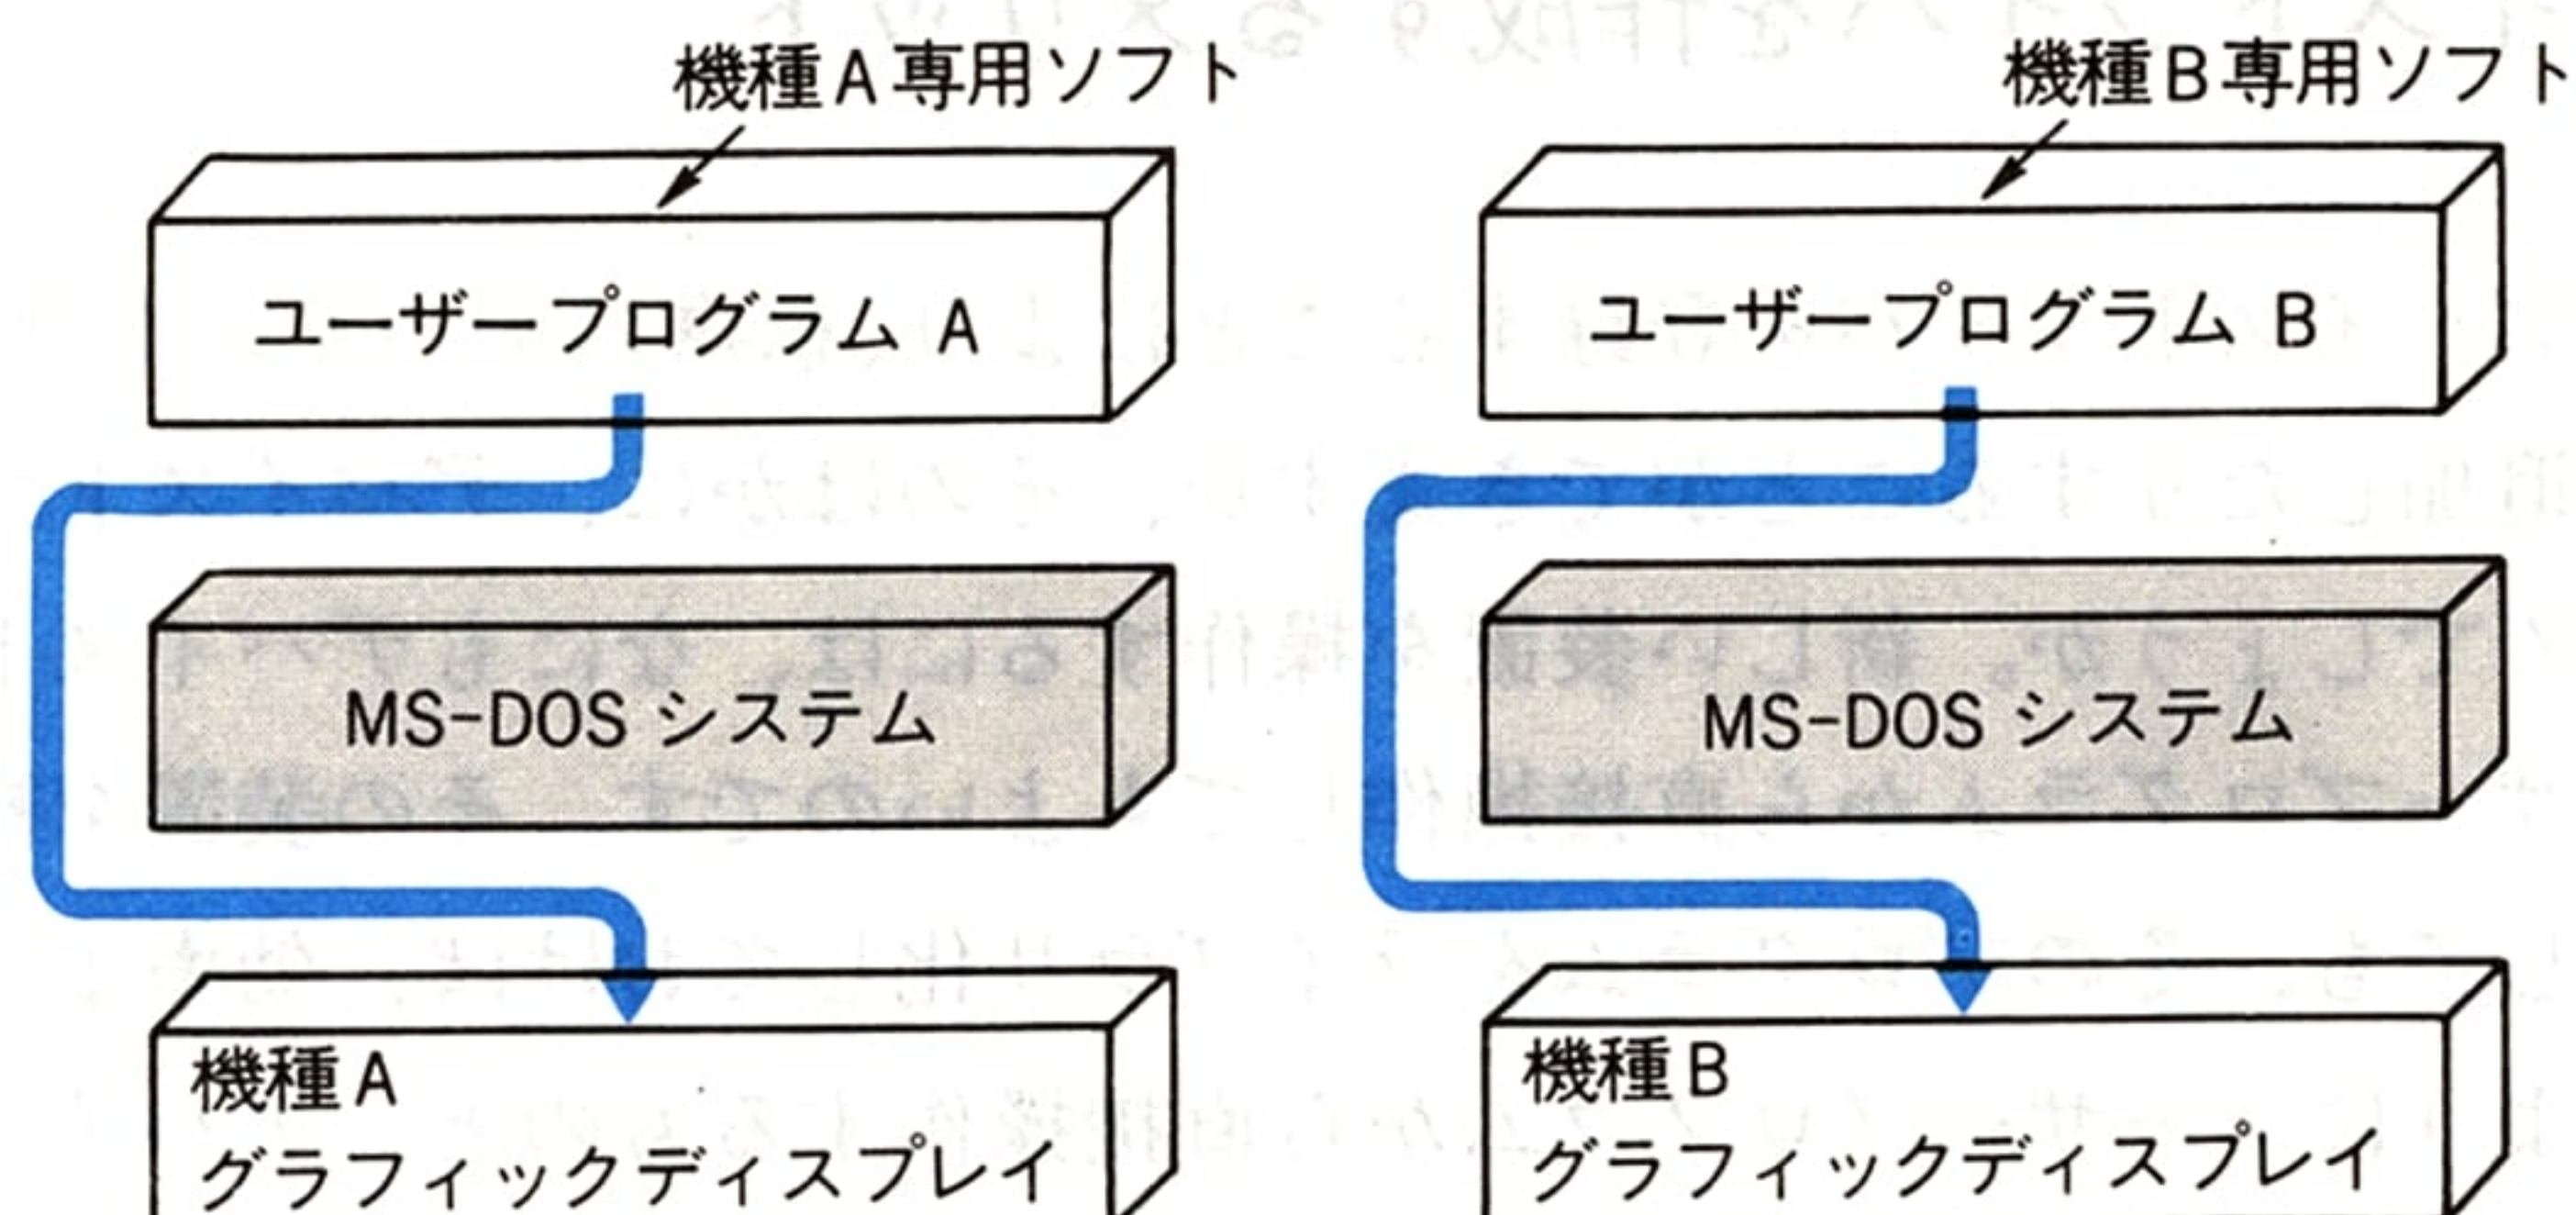 機種A専用ソフト
ユーザープログラム A
MS-DOS システム
機種A
グラフィックディスプレイ
機種B専用ソフト
ユーザープログラム B
MS-DOS システム
機種B
グラフィックディスプレイ